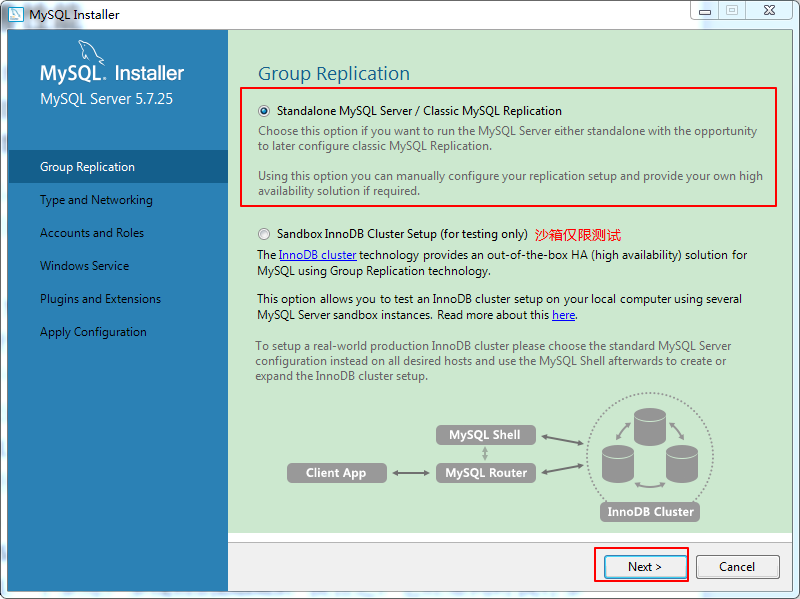 MySQL Installer
MySQL. Installer
MySQL Server 5.7.25
Group Replication
Type and Networking
Accounts and Roles
Windows Service
Plugins and Extensions
Apply Configuration
Group Replication
Standalone MySQL Server / Classic MySQL Replication
Choose this option if you want to run the MySQL Server either standalone with the opportunity
to later configure classic MySQL Replication.
Using this option you can manually configure your replication setup and provide your own high
availability solution if required.
Sandbox InnoDB Cluster Setup (for testing only) 沙箱仅限测试
The InnoDB cluster technology provides an out-of-the-box HA (high availability) solution for
MySQL using Group Replication technology.
This option allows you to test an InnoDB cluster setup on your local computer using several
MySQL Server sandbox instances. Read more about this here.
To setup a real-world production InnoDB cluster please choose the standard MySQL Server
configuration instead on all desired hosts and use the MySQL Shell afterwards to create or
expand the InnoDB cluster setup.
MySQL Shell
Client App
MySQL Router
InnoDB Cluster
Next >
Cancel